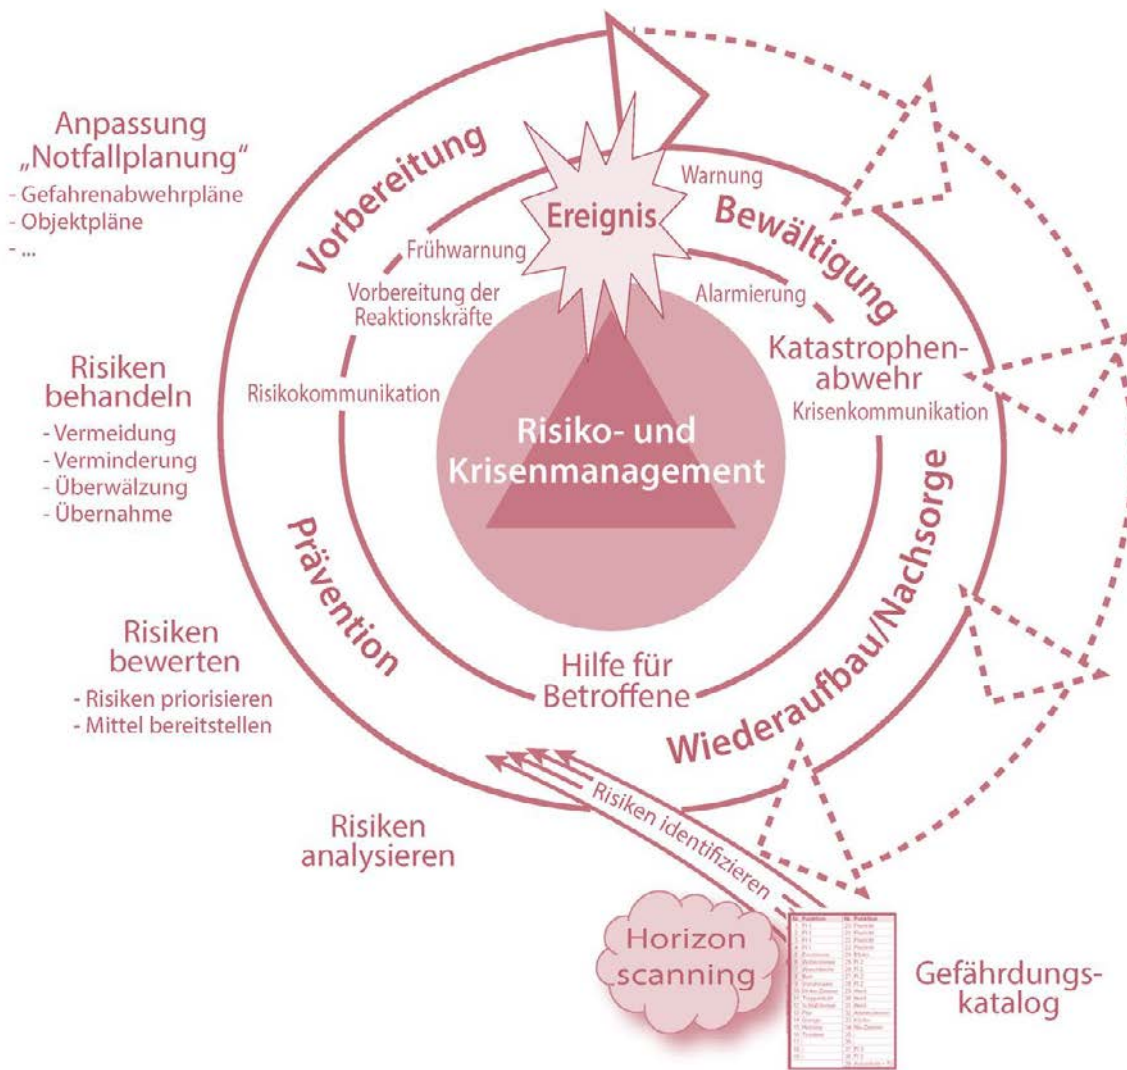 Anpassung
„Notfallplanung“
- Gefahrenabwehrpläne
- Objektpläne
- ...
Vorbereitung
Frühwarnung
Vorbereitung der
Reaktionskräfte
Risikokommunikation
Ereignis
Warnung
Bewältigung
Alarmierung
Katastrophen-
abwehr
Krisenkommunikation
Risiken
behandeln
- Vermeidung
- Verminderung
- Überwälzung
- Übernahme
Risiko- und
Krisenmanagement
Prävention
Wiederaufbau/Nachsorge
Hilfe für
Betroffene
Risiken
bewerten
- Risiken priorisieren
- Mittel bereitstellen
Risiken
analysieren
Risiken identifizieren
Horizon
scanning
Gefährdungs-
katalog